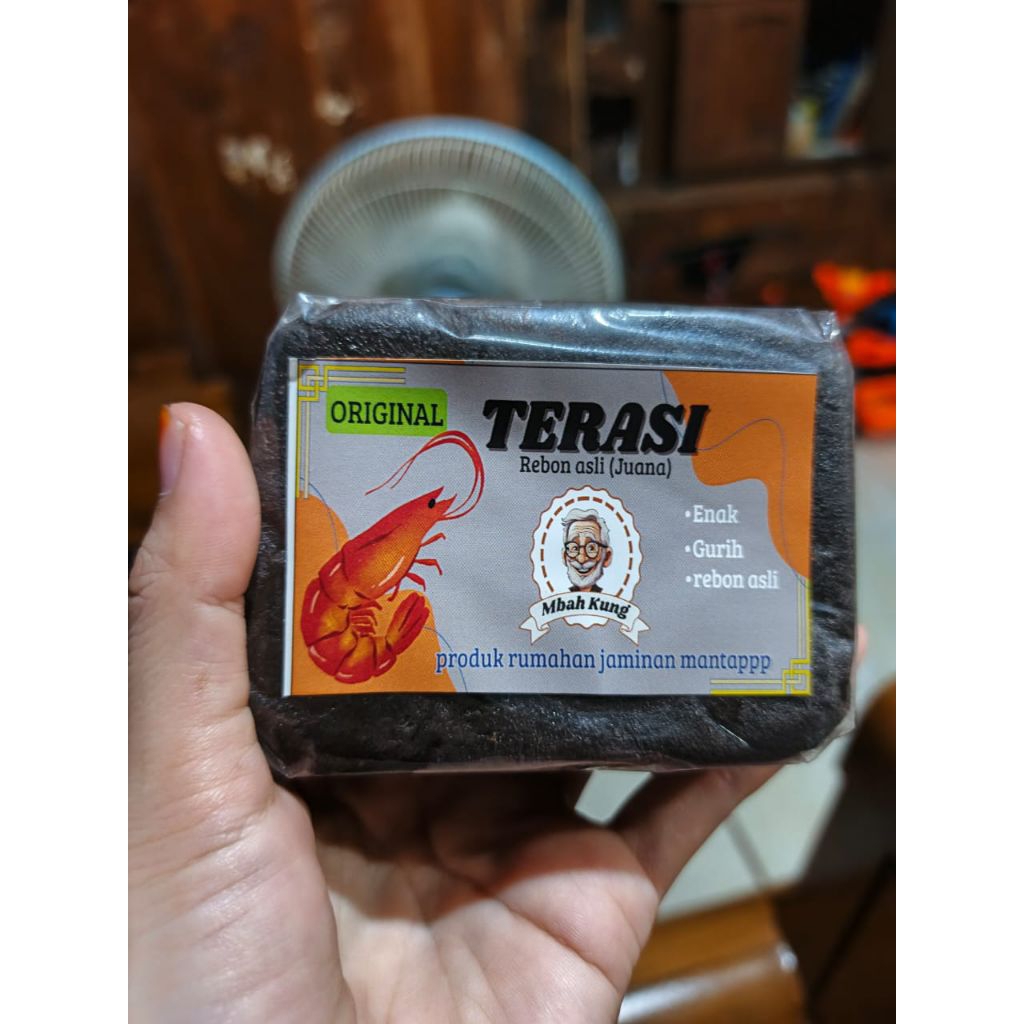 ORIGINAL
TERASI
Rebon asli (Juana)
•Enak
•Gurih
•rebon asli
Mbah Kung
produk rumahan jaminan mantappp